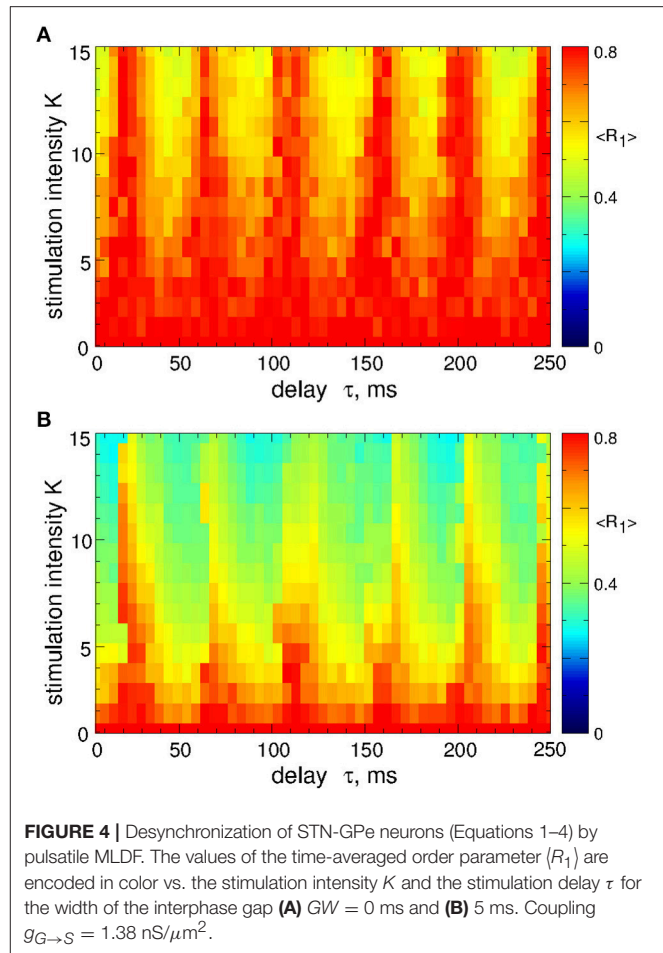 A
15
10
5
0
stimulation intensity K
0
50
100
150
200
250
delay τ, ms
0.8
<R1>
0.4
0
B
15
10
5
0
stimulation intensity K
0
50
100
150
200
250
delay τ, ms
0.8
<R1>
0.4
0
FIGURE 4 | Desynchronization of STN-GPe neurons (Equations 1–4) by
pulsatile MLDF. The values of the time-averaged order parameter ⟨R1⟩ are
encoded in color vs. the stimulation intensity K and the stimulation delay τ for
the width of the interphase gap (A) GW = 0 ms and (B) 5 ms. Coupling
gG→S = 1.38 nS/μm².